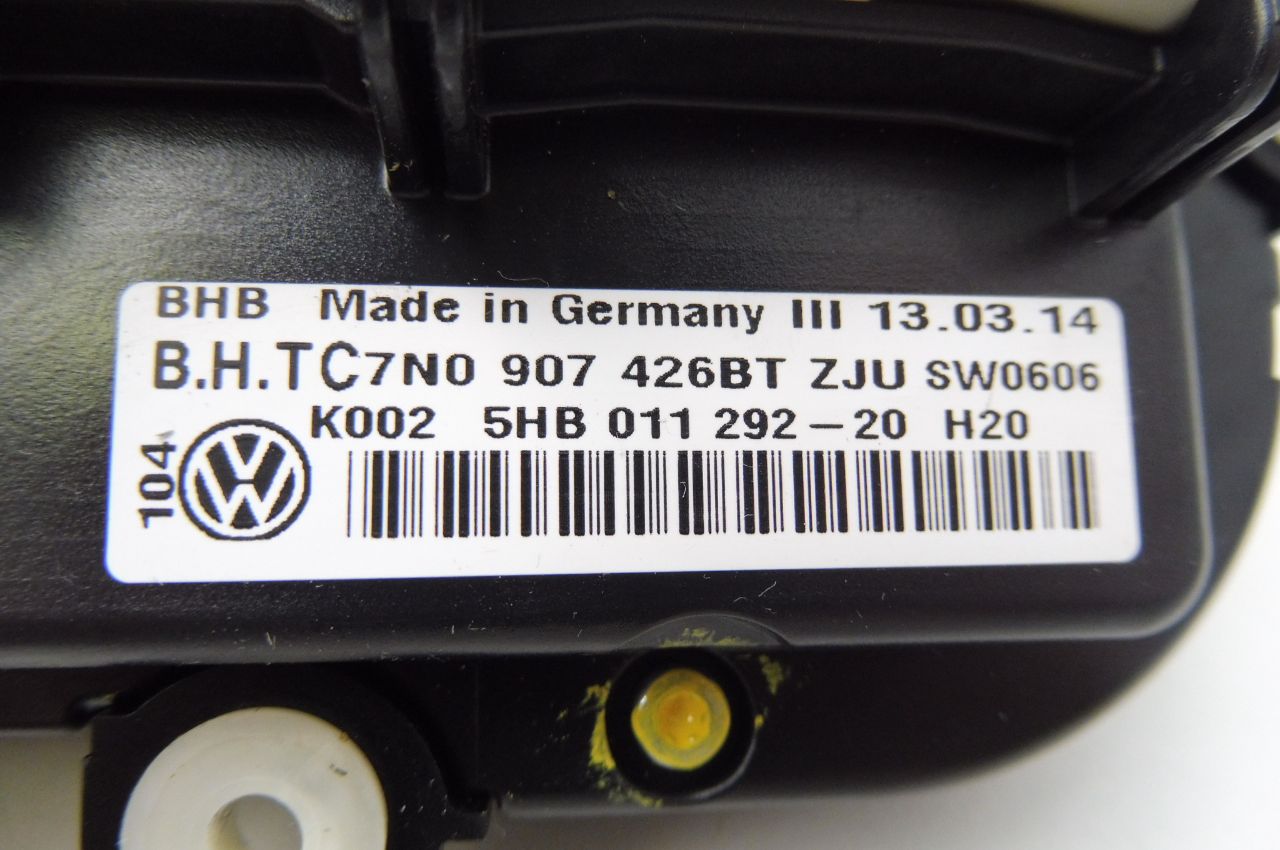 BHB Made in Germany III 13.03.14
B.H.TC7N0 907 426BT ZJU SW0606
K002 5HB 011 292-20 H20
104